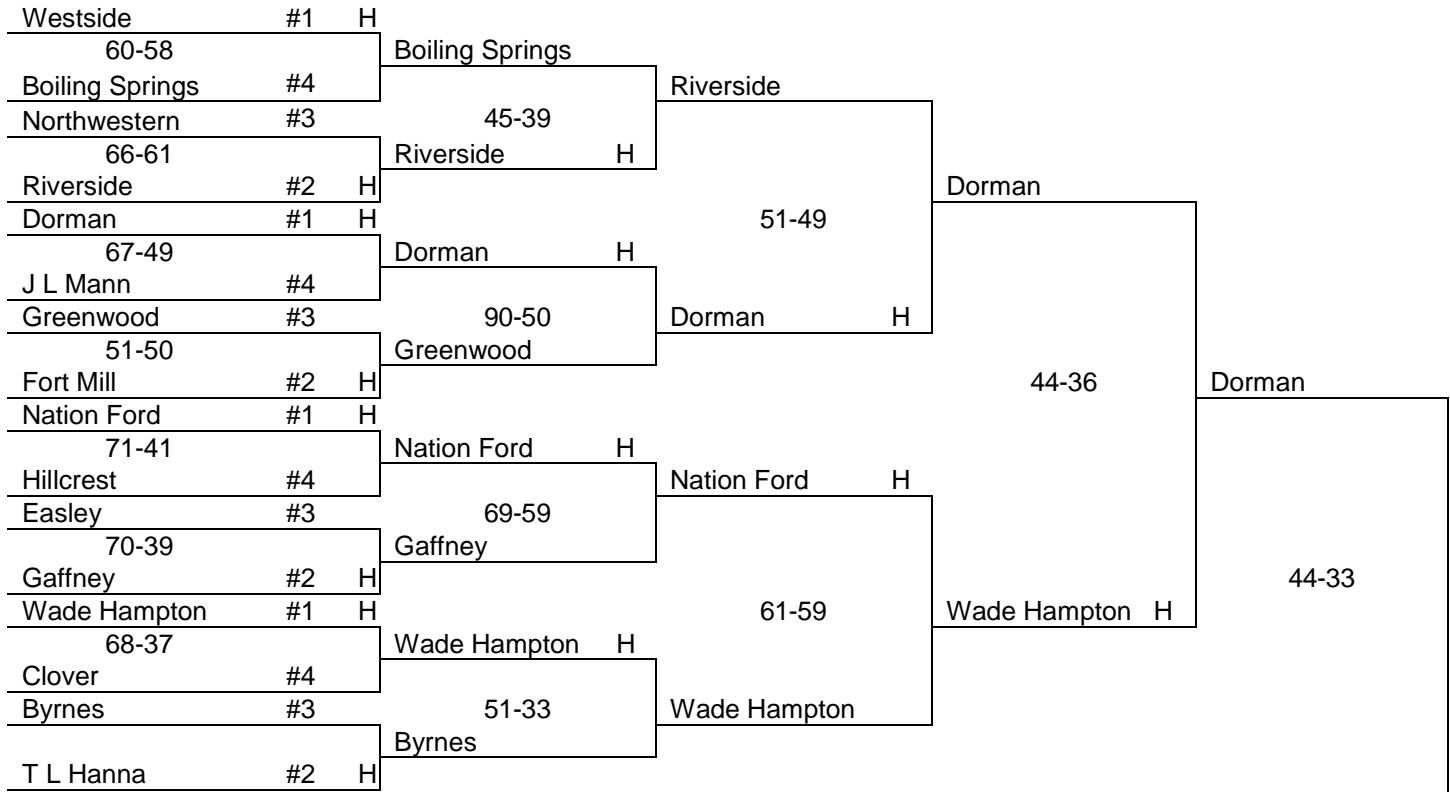 Westside #1 H
60-58 Boiling Springs
Boiling Springs #4 Riverside
Northwestern #3 45-39
66-61 Riverside H
Riverside #2 H Dorman
Dorman #1 H 51-49
67-49 Dorman H
J L Mann #4
Greenwood #3 90-50 Dorman H
51-50 Greenwood
Fort Mill #2 H 44-36 Dorman
Nation Ford #1 H
71-41 Nation Ford H
Hillcrest #4 Nation Ford H
Easley #3 69-59
70-39 Gaffney
Gaffney #2 H 44-33
Wade Hampton #1 H 61-59 Wade Hampton H
68-37 Wade Hampton H
Clover #4
Byrnes #3 51-33 Wade Hampton
Byrnes
T L Hanna #2 H